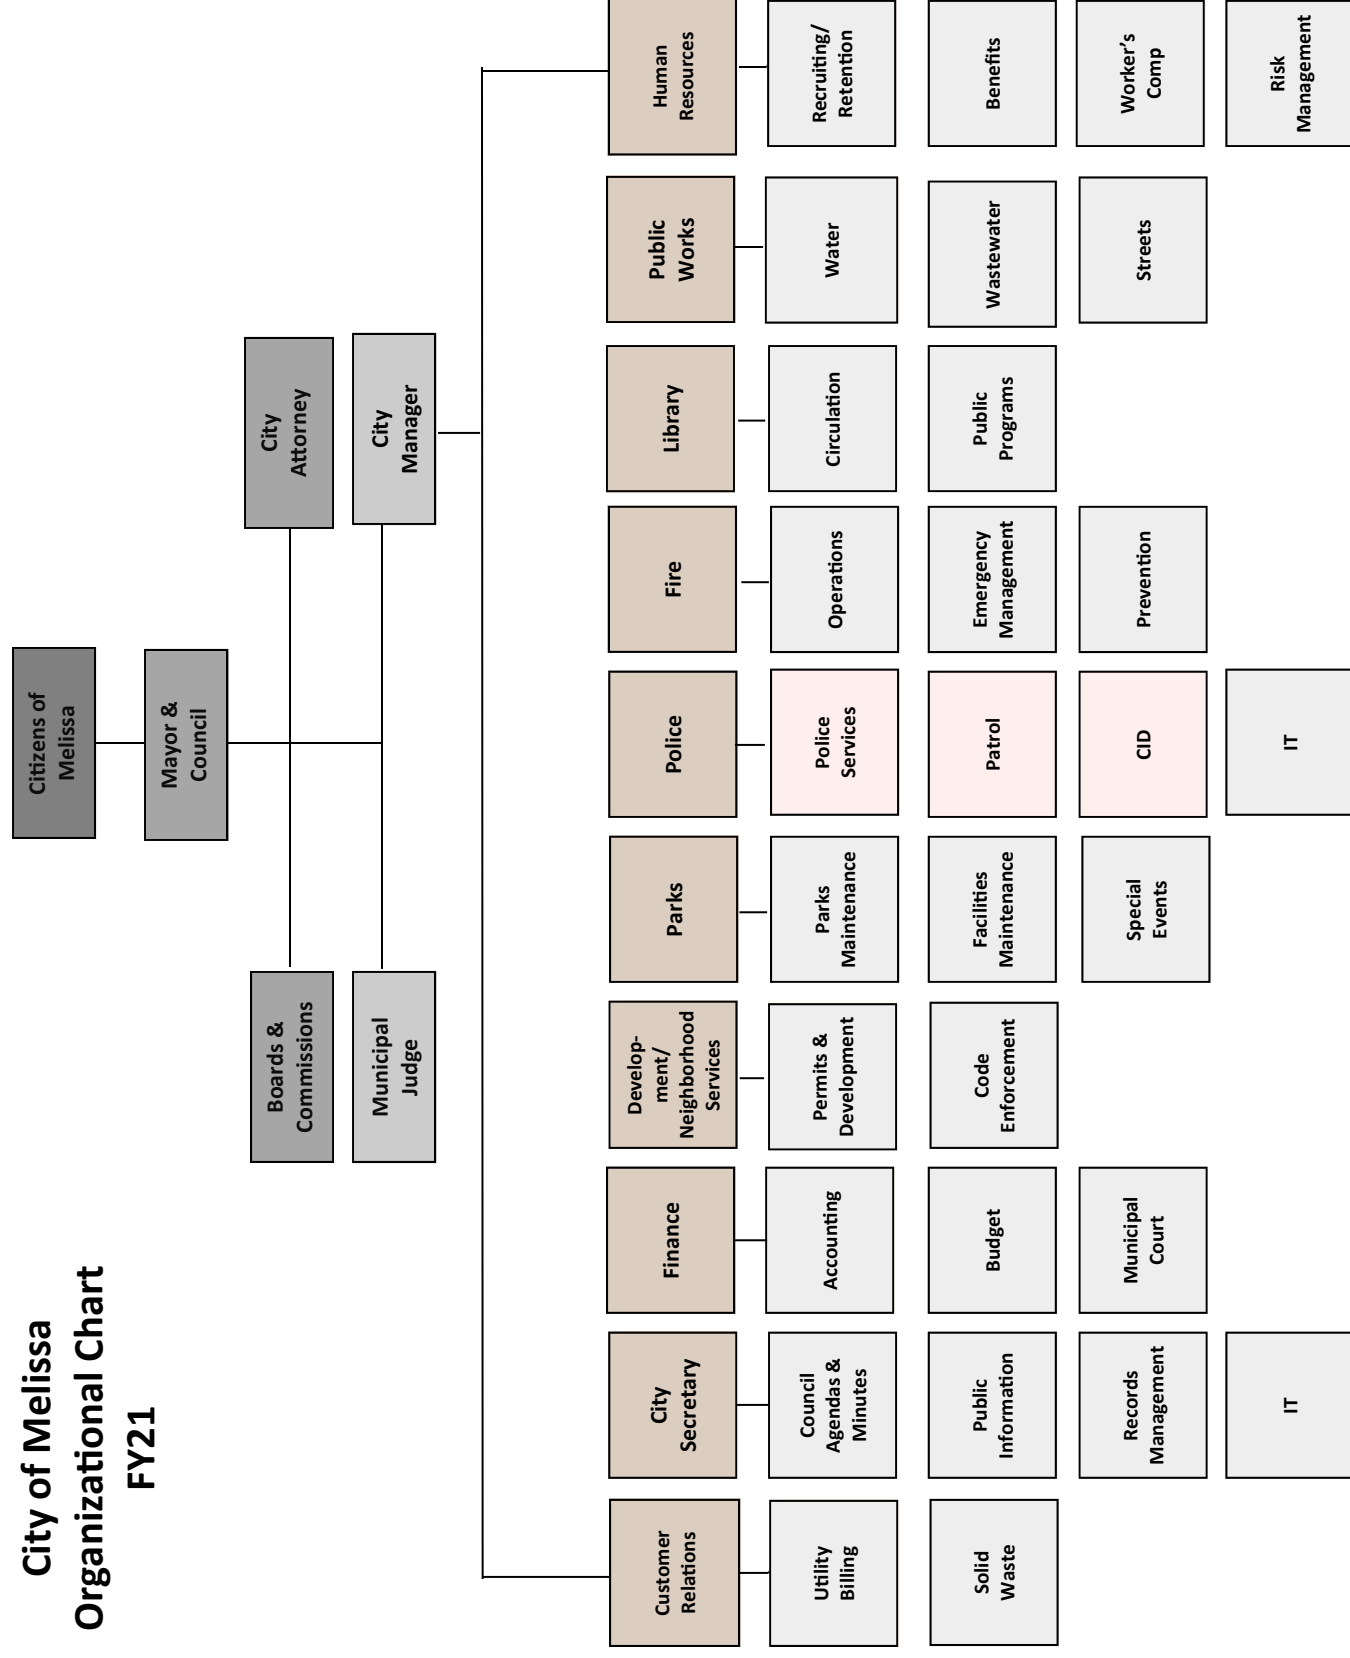 City of Melissa
Organizational Chart
FY21
Citizens of
Melissa
Mayor &
Council
Boards &
Commissions
City
Attorney
Municipal
Judge
City
Manager
Customer
Relations
City
Secretary
Finance
Develop-
ment/
Neighborhood
Services
Parks
Police
Fire
Library
Public
Works
Human
Resources
Utility
Billing
Council
Agendas &
Minutes
Accounting
Permits &
Development
Parks
Maintenance
Police
Services
Operations
Circulation
Water
Recruiting/
Retention
Solid
Waste
Public
Information
Budget
Code
Enforcement
Facilities
Maintenance
Patrol
Emergency
Management
Public
Programs
Wastewater
Benefits
Records
Management
Municipal
Court
Special
Events
CID
Prevention
Streets
Worker's
Comp
IT
IT
Risk
Management